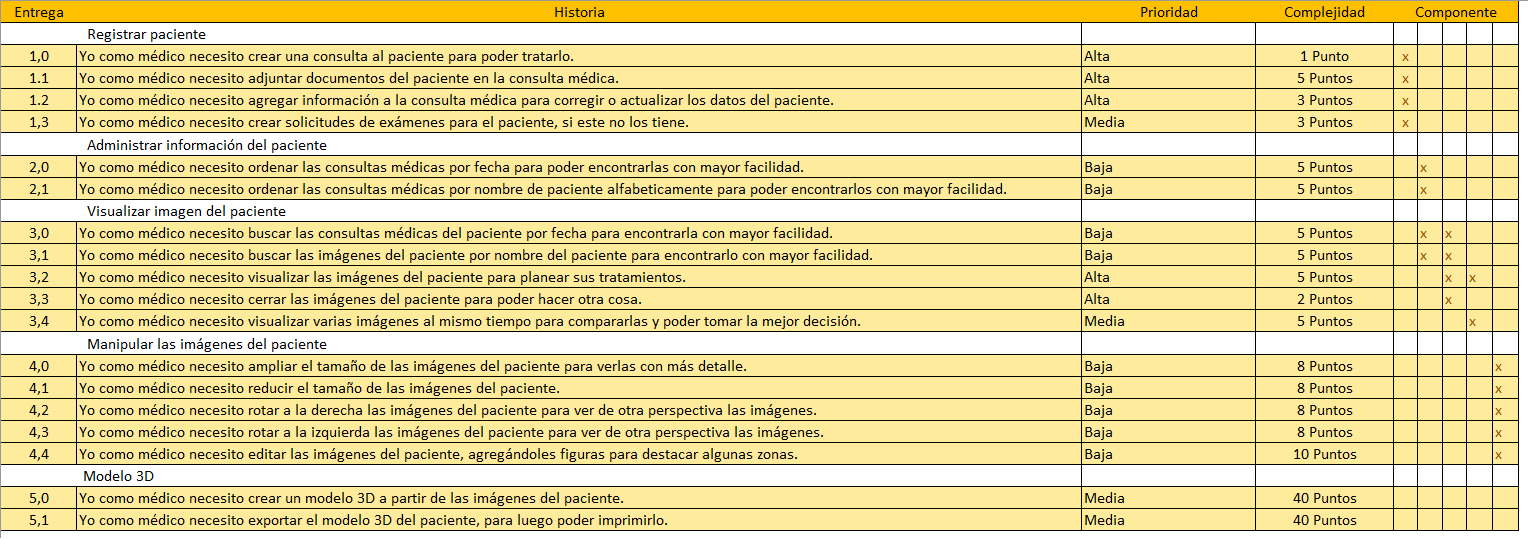 Entrega Historia Prioridad Complejidad Componente
Registrar paciente
1,0 Yo como médico necesito crear una consulta al paciente para poder tratarlo. Alta 1 Punto x
1.1 Yo como médico necesito adjuntar documentos del paciente en la consulta médica. Alta 5 Puntos x
1.2 Yo como médico necesito agregar información a la consulta médica para corregir o actualizar los datos del paciente. Alta 3 Puntos x
1,3 Yo como médico necesito crear solicitudes de exámenes para el paciente, si este no los tiene. Media 3 Puntos x
Administrar información del paciente
2,0 Yo como médico necesito ordenar las consultas médicas por fecha para poder encontrarlas con mayor facilidad. Baja 5 Puntos x
2,1 Yo como médico necesito ordenar las consultas médicas por nombre de paciente alfabeticamente para poder encontrarlos con mayor facilidad. Baja 5 Puntos x
Visualizar imagen del paciente
3,0 Yo como médico necesito buscar las consultas médicas del paciente por fecha para encontrarla con mayor facilidad. Baja 5 Puntos x x
3,1 Yo como médico necesito buscar las imágenes del paciente por nombre del paciente para encontrarlo con mayor facilidad. Baja 5 Puntos x x
3,2 Yo como médico necesito visualizar las imágenes del paciente para planear sus tratamientos. Alta 5 Puntos x x
3,3 Yo como médico necesito cerrar las imágenes del paciente para poder hacer otra cosa. Alta 2 Puntos x
3,4 Yo como médico necesito visualizar varias imágenes al mismo tiempo para compararlas y poder tomar la mejor decisión. Media 5 Puntos x
Manipular las imágenes del paciente
4,0 Yo como médico necesito ampliar el tamaño de las imágenes del paciente para verlas con más detalle. Baja 8 Puntos x
4,1 Yo como médico necesito reducir el tamaño de las imágenes del paciente. Baja 8 Puntos x
4,2 Yo como médico necesito rotar a la derecha las imágenes del paciente para ver de otra perspectiva las imágenes. Baja 8 Puntos x
4,3 Yo como médico necesito rotar a la izquierda las imágenes del paciente para ver de otra perspectiva las imágenes. Baja 8 Puntos x
4,4 Yo como médico necesito editar las imágenes del paciente, agregándoles figuras para destacar algunas zonas. Baja 10 Puntos x
Modelo 3D
5,0 Yo como médico necesito crear un modelo 3D a partir de las imágenes del paciente. Media 40 Puntos
5,1 Yo como médico necesito exportar el modelo 3D del paciente, para luego poder imprimirlo. Media 40 Puntos